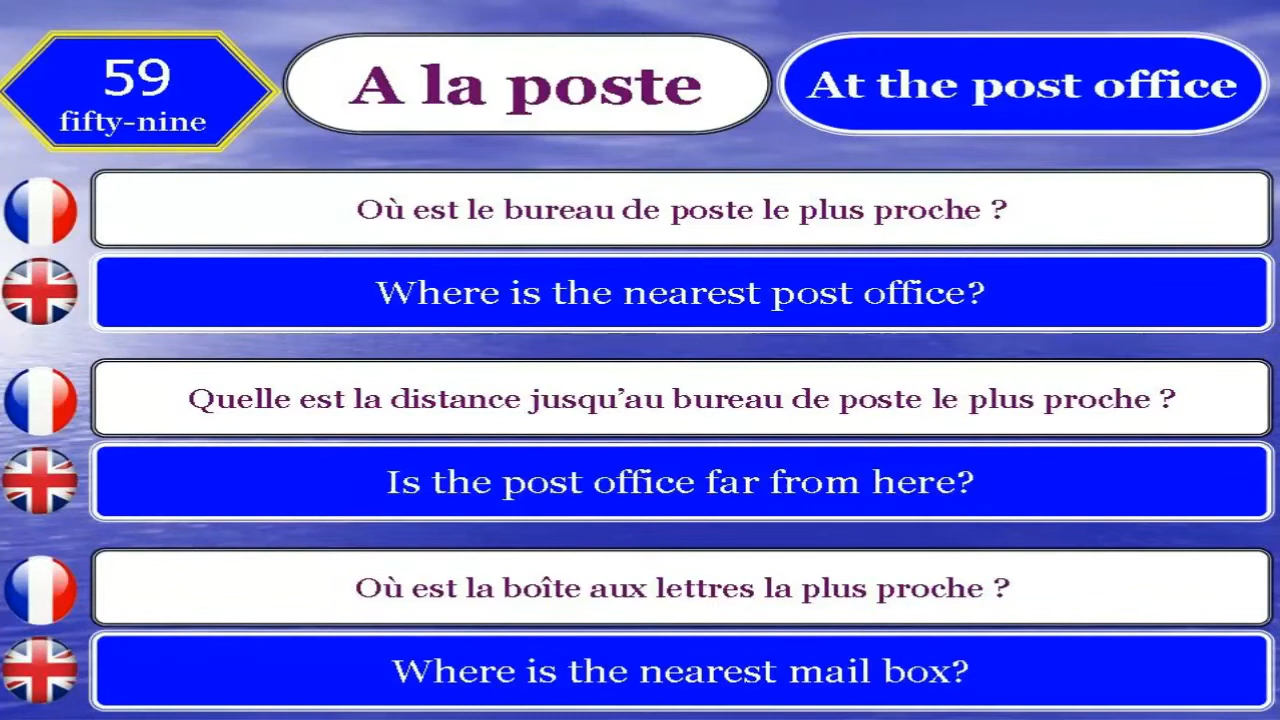 59
fifty-nine
A la poste
At the post office
Où est le bureau de poste le plus proche ?
Where is the nearest post office?
Quelle est la distance jusqu’au bureau de poste le plus proche ?
Is the post office far from here?
Où est la boîte aux lettres la plus proche ?
Where is the nearest mail box?